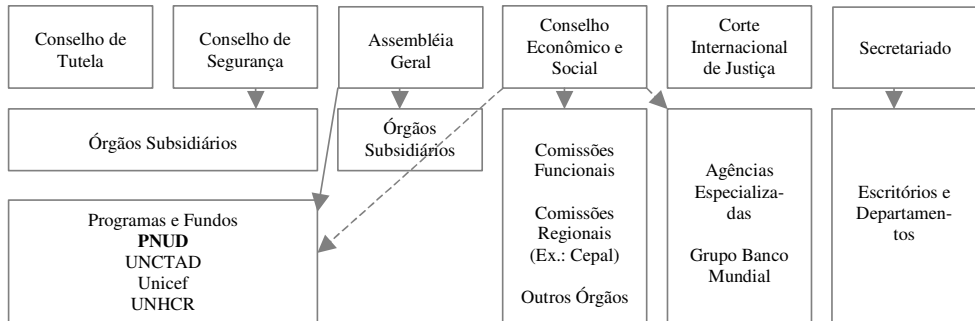 Conselho de
Tutela
Conselho de
Segurança
Assembléia
Geral
Conselho
Econômico e
Social
Corte
Internacional
de Justiça
Secretariado
Órgãos Subsidiários
Órgãos
Subsidiários
Programas e Fundos
PNUD
UNCTAD
Unicef
UNHCR
Comissões
Funcionais
Comissões
Regionais
(Ex.: Cepal)
Outros Órgãos
Agências
Especializa-
das
Grupo Banco
Mundial
Escritórios e
Departamen-
tos